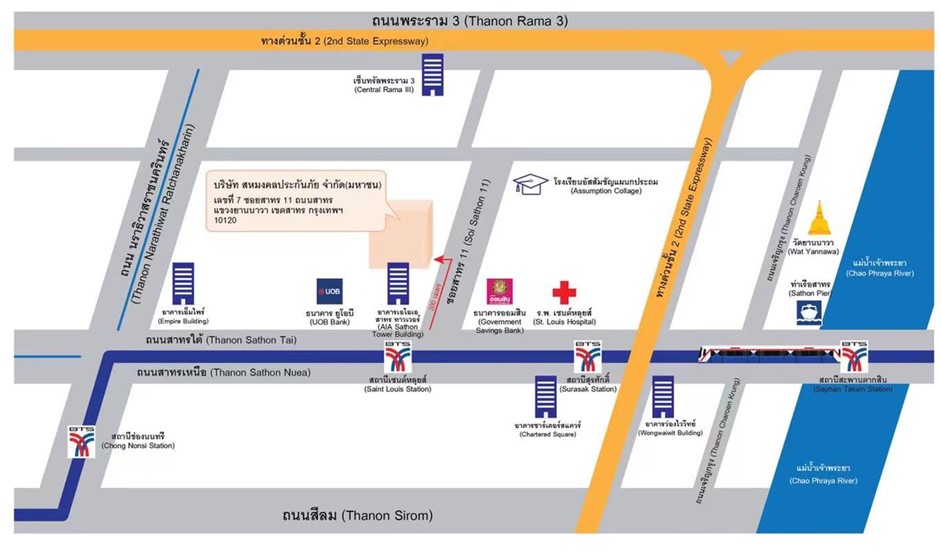 ถนนพระราม 3 (Thanon Rama 3)
ทางด่วนชั้น 2 (2nd State Expressway)
เซ็นทรัลพระราม 3
(Central Rama III)
ถนน นราธิวาสราชนครินทร์
(Thanon Narathiwat Ratchanakharin)
บริษัท สหมงคลประกันภัย จำกัด(มหาชน)
เลขที่ 7 ซอยสาทร 11 ถนนสาทร
แขวงยานนาวา เขตสาทร กรุงเทพฯ
10120
ซอยสาทร 11 (Soi Sathon 11)
300 เมตร
โรงเรียนอัสสัมชัญแผนกประถม
(Assumption Collage)
ทางด่วนชั้น 2 (2nd State Expressway)
ถนนเจริญกรุง (Thanon Charoen Krung)
วัดยานนาวา
(Wat Yannawa)
แม่น้ำเจ้าพระยา
(Chao Phraya River)
ท่าเรือสาทร
(Sathon Pier)
อาคารเอ็มไพร์
(Empire Building)
UOB
ธนาคาร ยูโอบี
(UOB Bank)
อาคารเอไอเอ
สาทร ทาวเวอร์
(AIA Sathon
Tower Building)
ออมสิน
ธนาคารออมสิน
(Government
Savings Bank)
ร.พ. เซนต์หลุยส์
(St. Louis Hospital)
ถนนสาทรใต้ (Thanon Sathon Tai)
BTS
BTS
BTS
ถนนสาทรเหนือ (Thanon Sathon Nuea)
สถานีเซนต์หลุยส์
(Saint Louis Station)
สถานีสุรศักดิ์
(Surasak Station)
สถานีสะพานตากสิน
(Saphan Taksin Station)
BTS
สถานีช่องนนทรี
(Chong Nonsi Station)
อาคารชาร์เตอร์สแควร์
(Chartered Square)
อาคารว่องไววิทย์
(Wongwaiwit Building)
ถนนเจริญกรุง (Thanon Charoen Krung)
แม่น้ำเจ้าพระยา
(Chao Phraya River)
ถนนสีลม (Thanon Sirom)